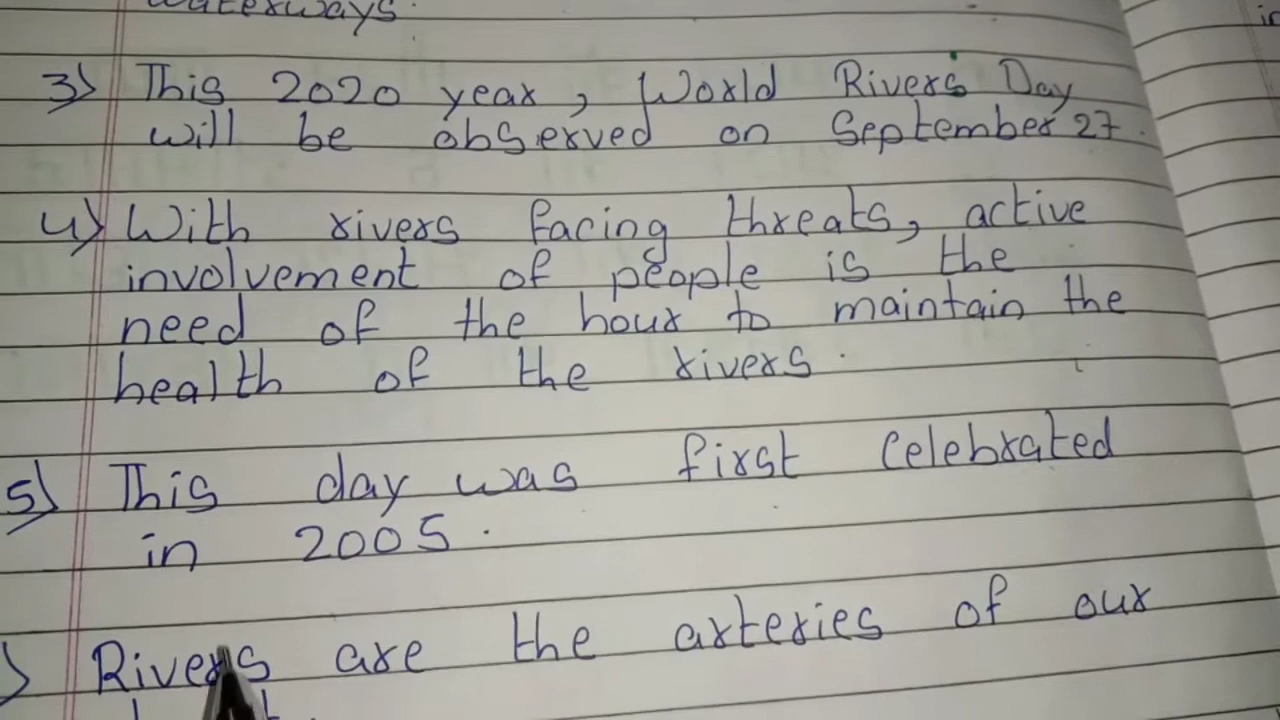 waterways.
3) This 2020 year, World Rivers Day
will be observed on September 27.
4) With rivers facing threats, active
involvement of people is the
need of the hour to maintain the
health of the rivers.
5) This day was first celebrated
in 2005.
) Rivers are the arteries of our